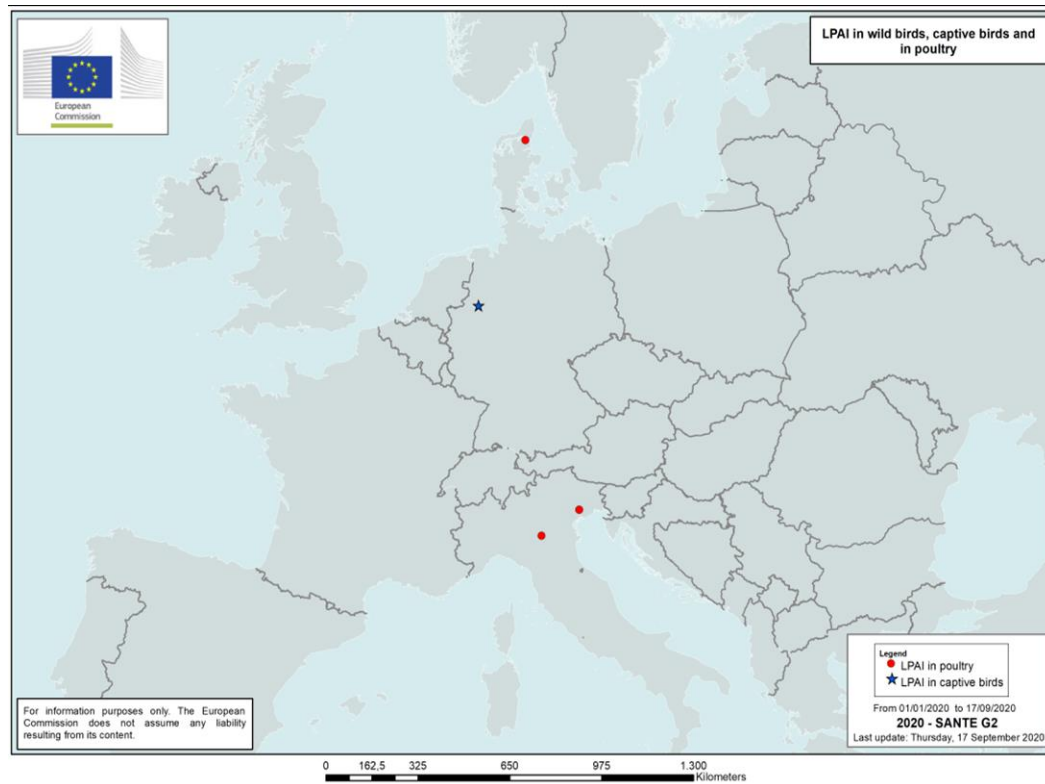 European
Commission
LPAI in wild birds, captive birds and
in poultry
For information purposes only. The European
Commission does not assume any liability
resulting from its content.
Legend
LPAI in poultry
LPAI in captive birds
From 01/01/2020 to 17/09/2020
2020 - SANTE G2
Last update: Thursday, 17 September 2020
0 162,5 325 650 975 1.300
Kilometers